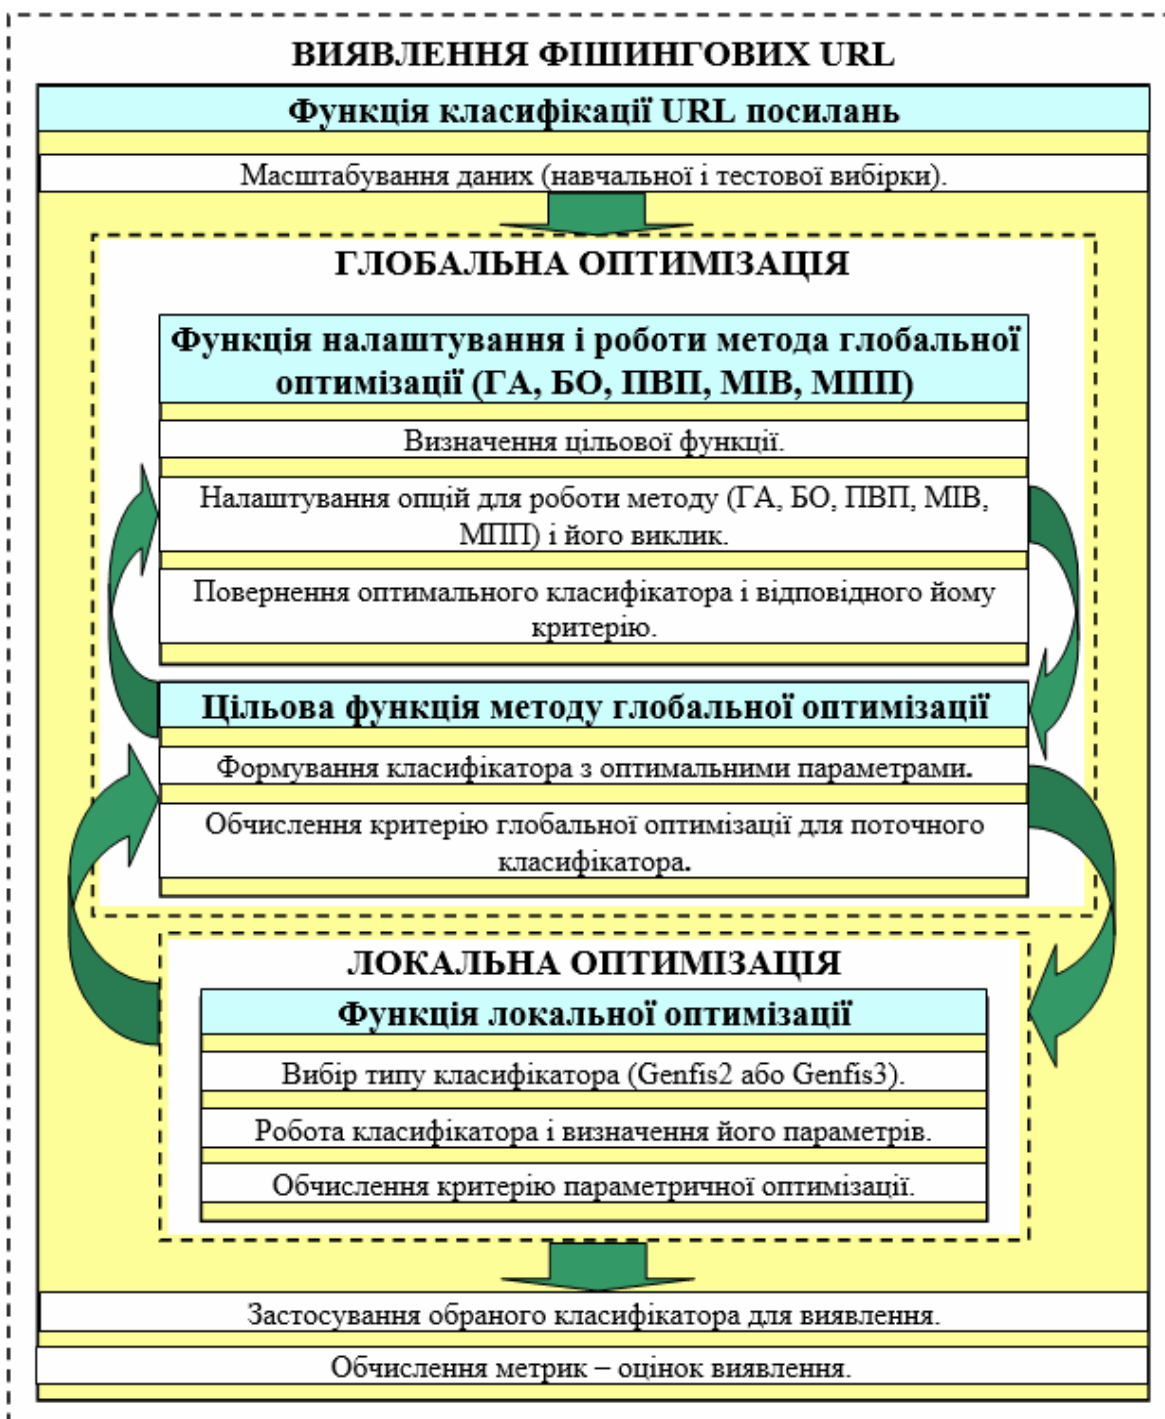 ВИЯВЛЕННЯ ФІШИНГОВИХ URL
Функція класифікації URL посилань
Масштабування даних (навчальної і тестової вибірки).
ГЛОБАЛЬНА ОПТИМІЗАЦІЯ
Функція налаштування і роботи метода глобальної
оптимізації (ГА, БО, ПВП, МІВ, МПП)
Визначення цільової функції.
Налаштування опцій для роботи методу (ГА, БО, ПВП, МІВ,
МПП) і його виклик.
Повернення оптимального класифікатора і відповідного йому
критерію.
Цільова функція методу глобальної оптимізації
Формування класифікатора з оптимальними параметрами.
Обчислення критерію глобальної оптимізації для поточного
класифікатора.
ЛОКАЛЬНА ОПТИМІЗАЦІЯ
Функція локальної оптимізації
Вибір типу класифікатора (Genfis2 або Genfis3).
Робота класифікатора і визначення його параметрів.
Обчислення критерію параметричної оптимізації.
Застосування обраного класифікатора для виявлення.
Обчислення метрик – оцінок виявлення.